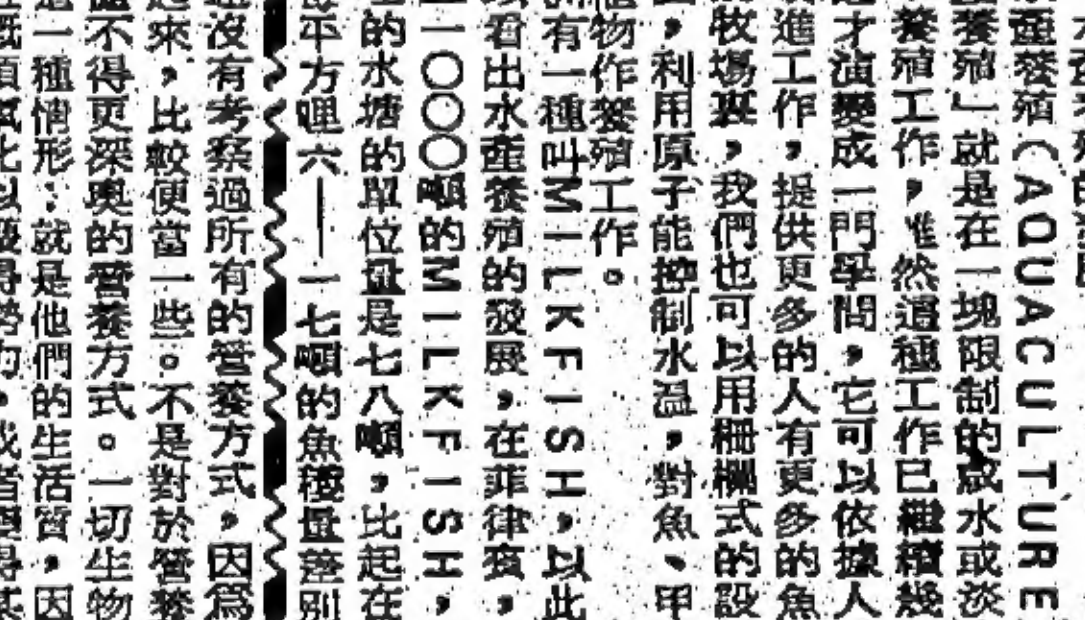 產養殖（AQUACULTURE
養殖」就是在一塊限制的鹹水或淡
養殖工作，雖然這種工作已繼續幾
才演變成一門學問，它可以依據人
進工作，提供更多的人有更多的魚
牧場裏，我們也可以用柵欄式的設
，利用原子能控制水溫，對魚、甲
物作養殖工作。
有一種叫MILKFISH，以此
看出水產養殖的發展，在菲律賓，
一〇〇〇噸的MILKFISH，
的水塘的單位量是七八噸，比起在
平方哩六——一七噸的魚穫量差別
沒有考察過所有的營養方式，因為
起來，比較便當一些。不是對於營養
不得更深奧的營養方式。一切生物
一種情形：就是他們的生活質，因